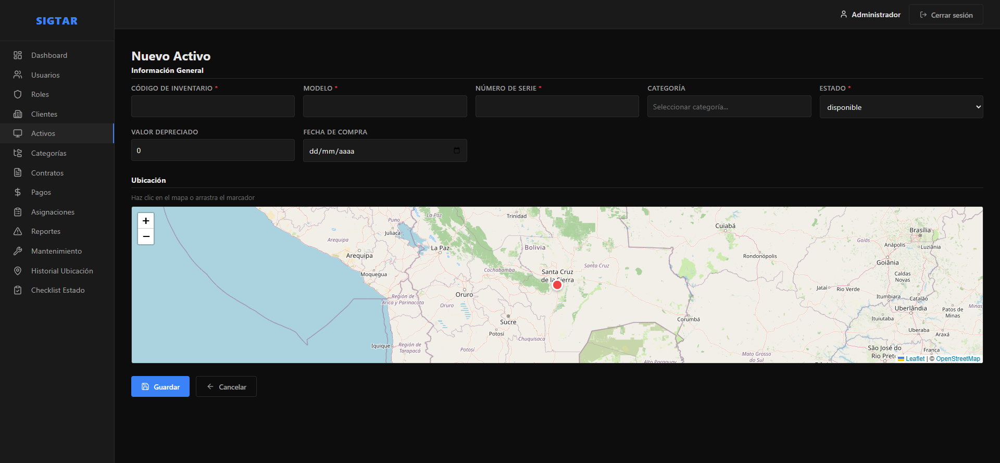 SIGTAR
Administrador
Cerrar sesión
Dashboard
Usuarios
Roles
Clientes
Activos
Categorías
Contratos
Pagos
Asignaciones
Reportes
Mantenimiento
Historial Ubicación
Checklist Estado
Nuevo Activo
Información General
CÓDIGO DE INVENTARIO *
MODELO *
NÚMERO DE SERIE *
CATEGORÍA
Seleccionar categoría...
ESTADO *
disponible
VALOR DEPRECIADO
0
FECHA DE COMPRA
dd/mm/aaaa
Ubicación
Haz clic en el mapa o arrastra el marcador
+
−
Puno
Juliaca
La Paz
Trinidad
Cuiabá
Brasília
Arequipa
Goiás
Anápolis
Luziânia
La Paz
Bolivia
Arequipa
Rondonópolis
Goiânia
Santa Cruz
Cochabamba
Santa Cruz
de la Sierra
Moquegua
Caldas
Novas
Jataí
Rio Verde
Oruro
Región de
Arica y Parinacota
Oruro
Itumbiara
Catalão
Uberlândia
Minas
Patos de
Minas
Ituiutaba
Corumbá
Sucre
Potosí
Chuquisaca
Uberaba
Araxá
Iquique
Región de
Tarapacá
Potosí
Mato Grosso
do Sul
São José do
Rio Preto
Franca
Alto Paraguay
Leaflet | © OpenStreetMap
Guardar
Cancelar